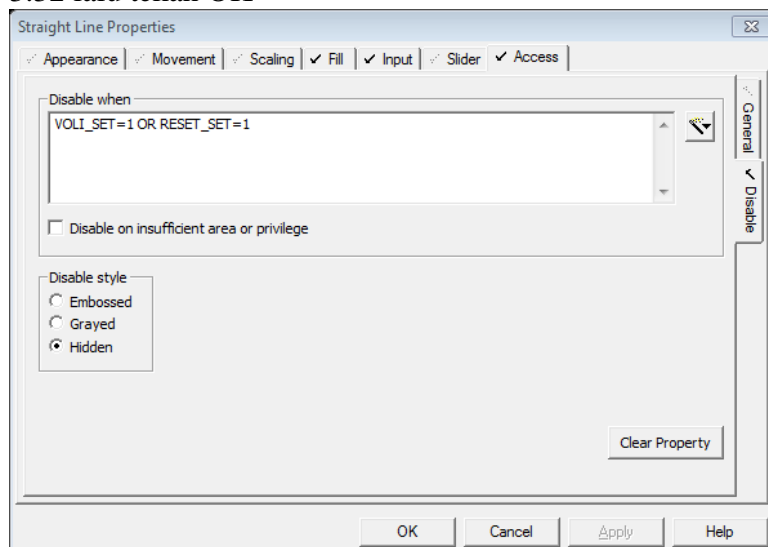 Straight Line Properties
Appearance Movement Scaling Fill Input Slider Access
General
Disable
Disable when
VOLI_SET=1 OR RESET_SET=1
Disable on insufficient area or privilege
Disable style
Embossed
Grayed
Hidden
Clear Property
OK Cancel Apply Help